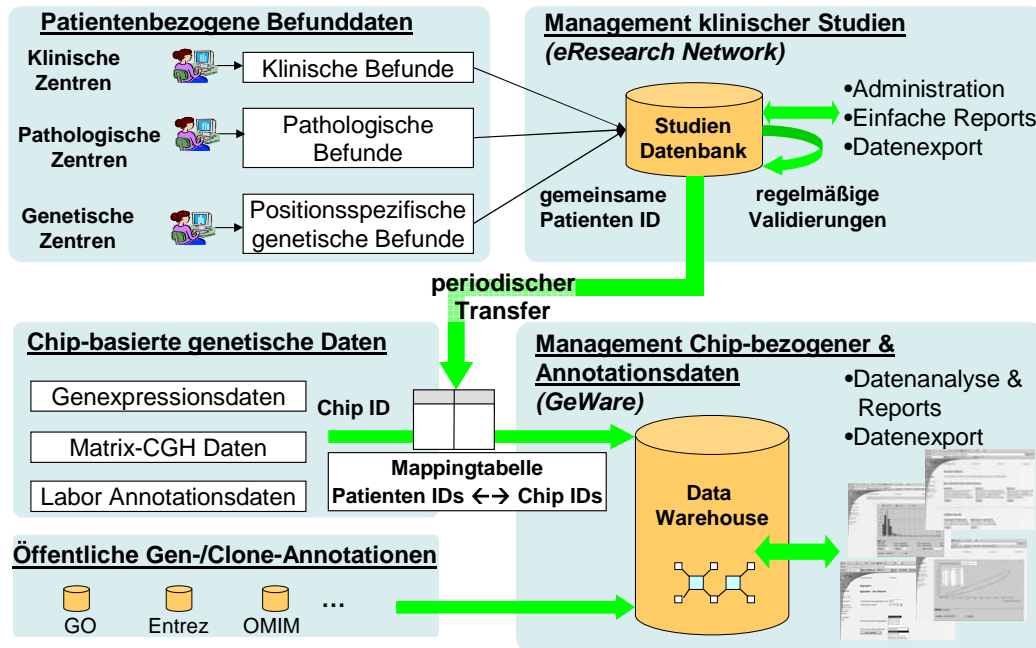 Patientenbezogene Befunddaten
Klinische
Zentren
Klinische Befunde
Pathologische
Zentren
Pathologische
Befunde
Genetische
Zentren
Positionsspezifische
genetische Befunde
Management klinischer Studien
(eResearch Network)
Studien
Datenbank
•Administration
•Einfache Reports
•Datenexport
gemeinsame
Patienten ID
regelmäßige
Validierungen
periodischer
Transfer
Chip-basierte genetische Daten
Genexpressionsdaten
Matrix-CGH Daten
Labor Annotationsdaten
Chip ID
Mappingtabelle
Patienten IDs ←→ Chip IDs
Management Chip-bezogener &
Annotationsdaten
(GeWare)
•Datenanalyse &
Reports
•Datenexport
Data
Warehouse
Öffentliche Gen-/Clone-Annotationen
GO
Entrez
OMIM
...